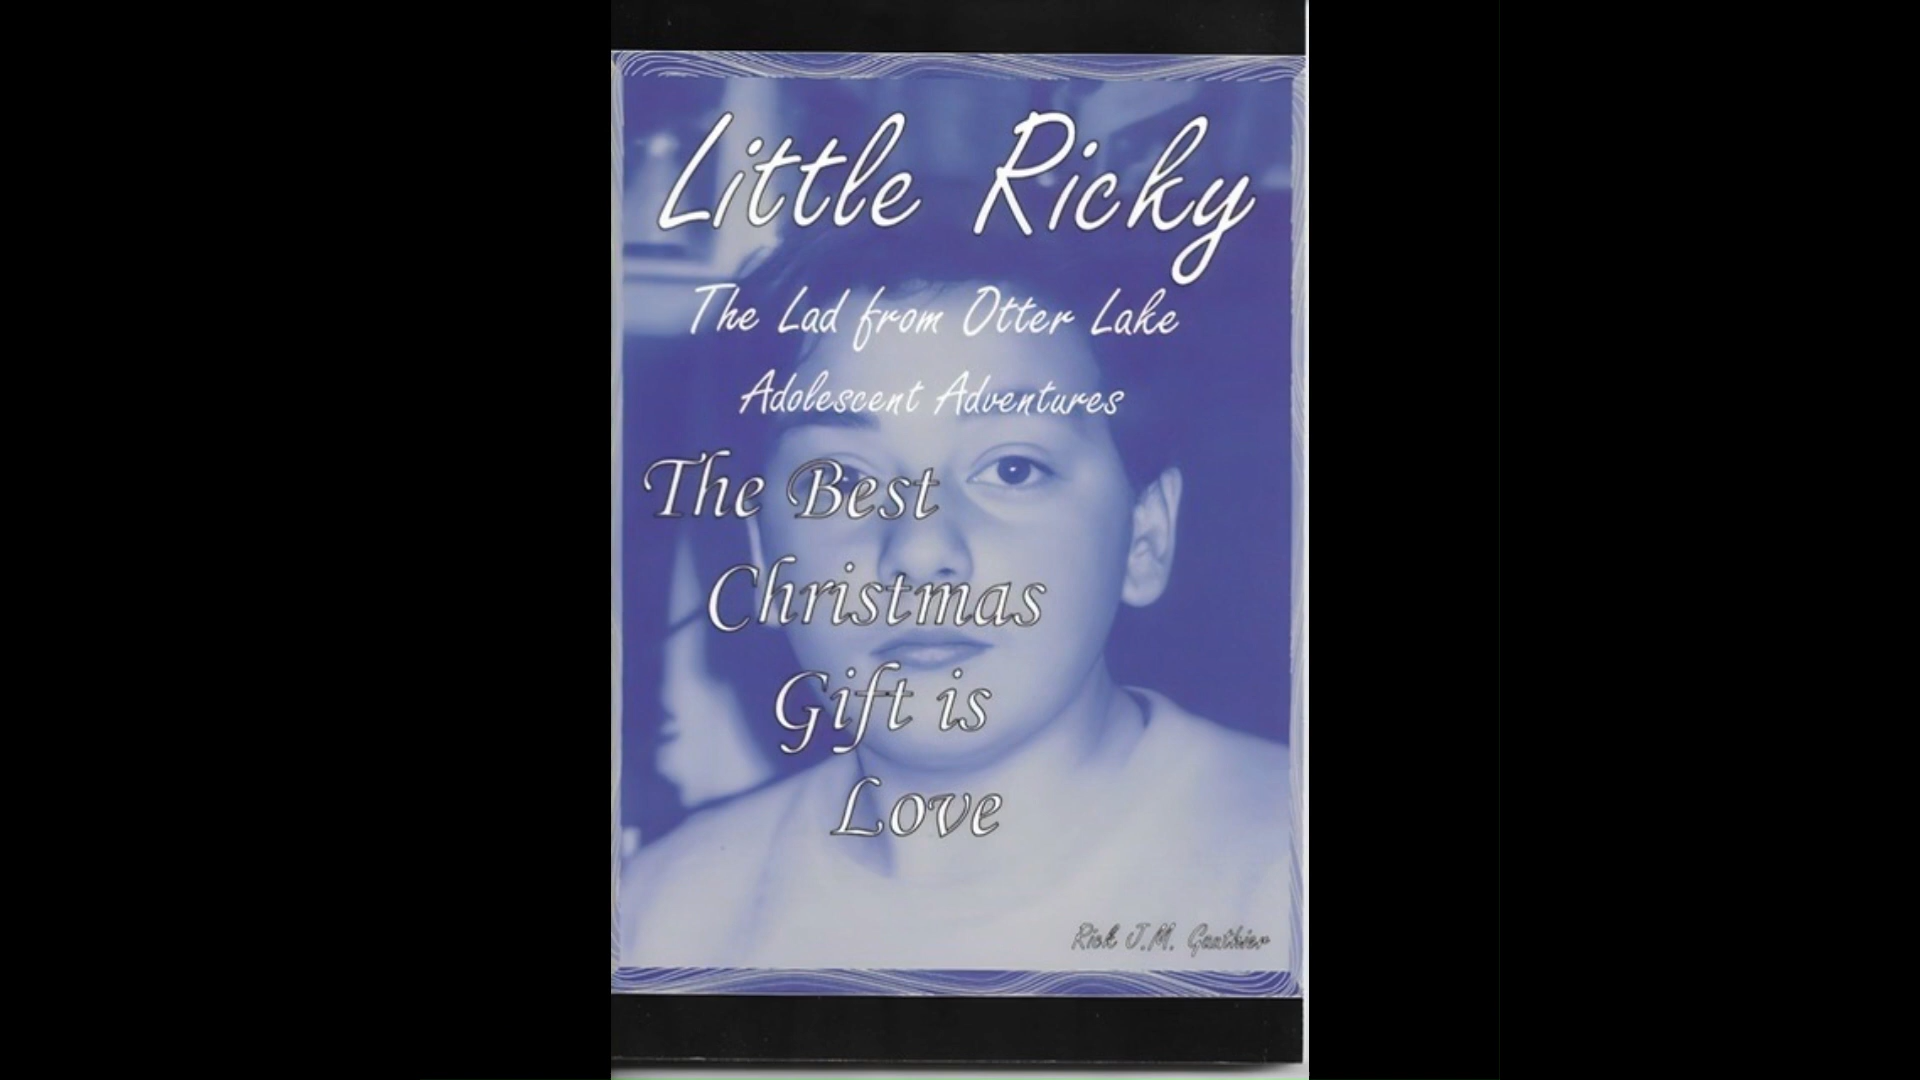 Little Ricky
The Lad from Otter Lake
Adolescent Adventures
The Best
Christmas
Gift is
Love
Rick J.M. Gauthier